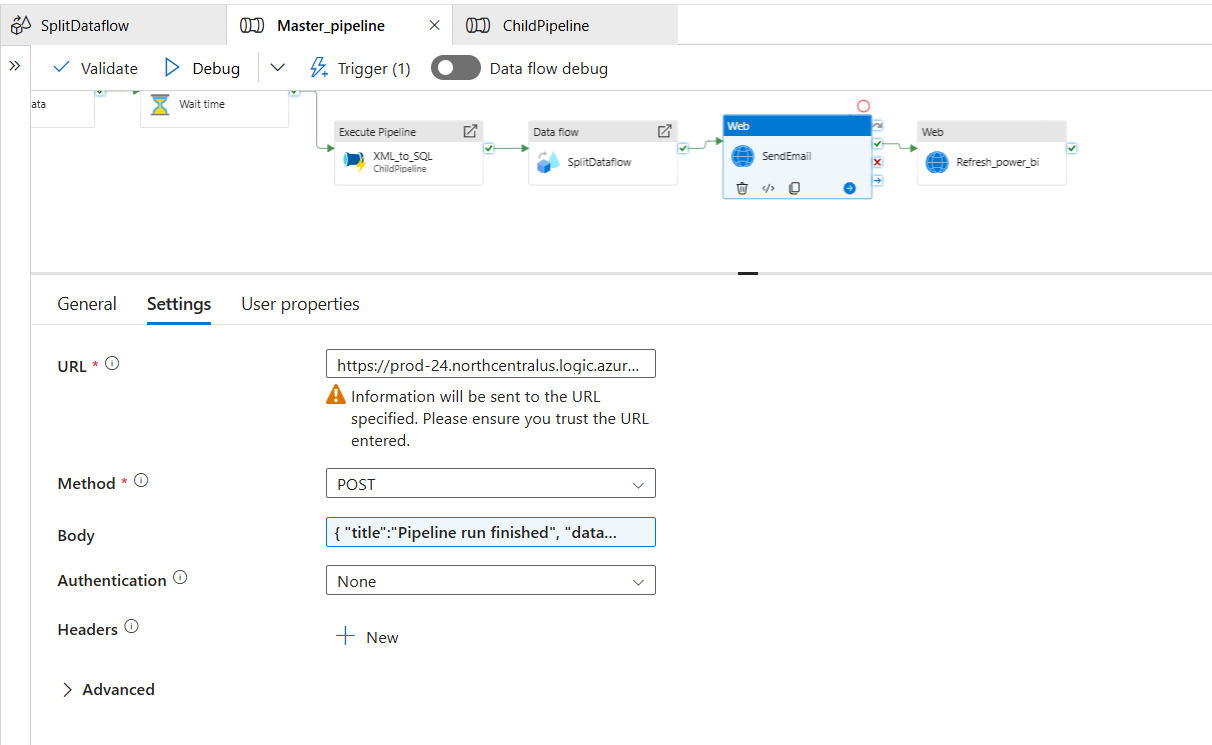 SplitDataflow
Master_pipeline
ChildPipeline
Validate
Debug
Trigger (1)
Data flow debug
ata
Wait time
Execute Pipeline
XML_to_SQL
ChildPipeline
Data flow
SplitDataflow
Web
SendEmail
Web
Refresh_power_bi
General
Settings
User properties
URL *
https://prod-24.northcentralus.logic.azur...
Information will be sent to the URL
specified. Please ensure you trust the URL
entered.
Method *
POST
Body
{ "title":"Pipeline run finished", "data...
Authentication
None
Headers
New
Advanced